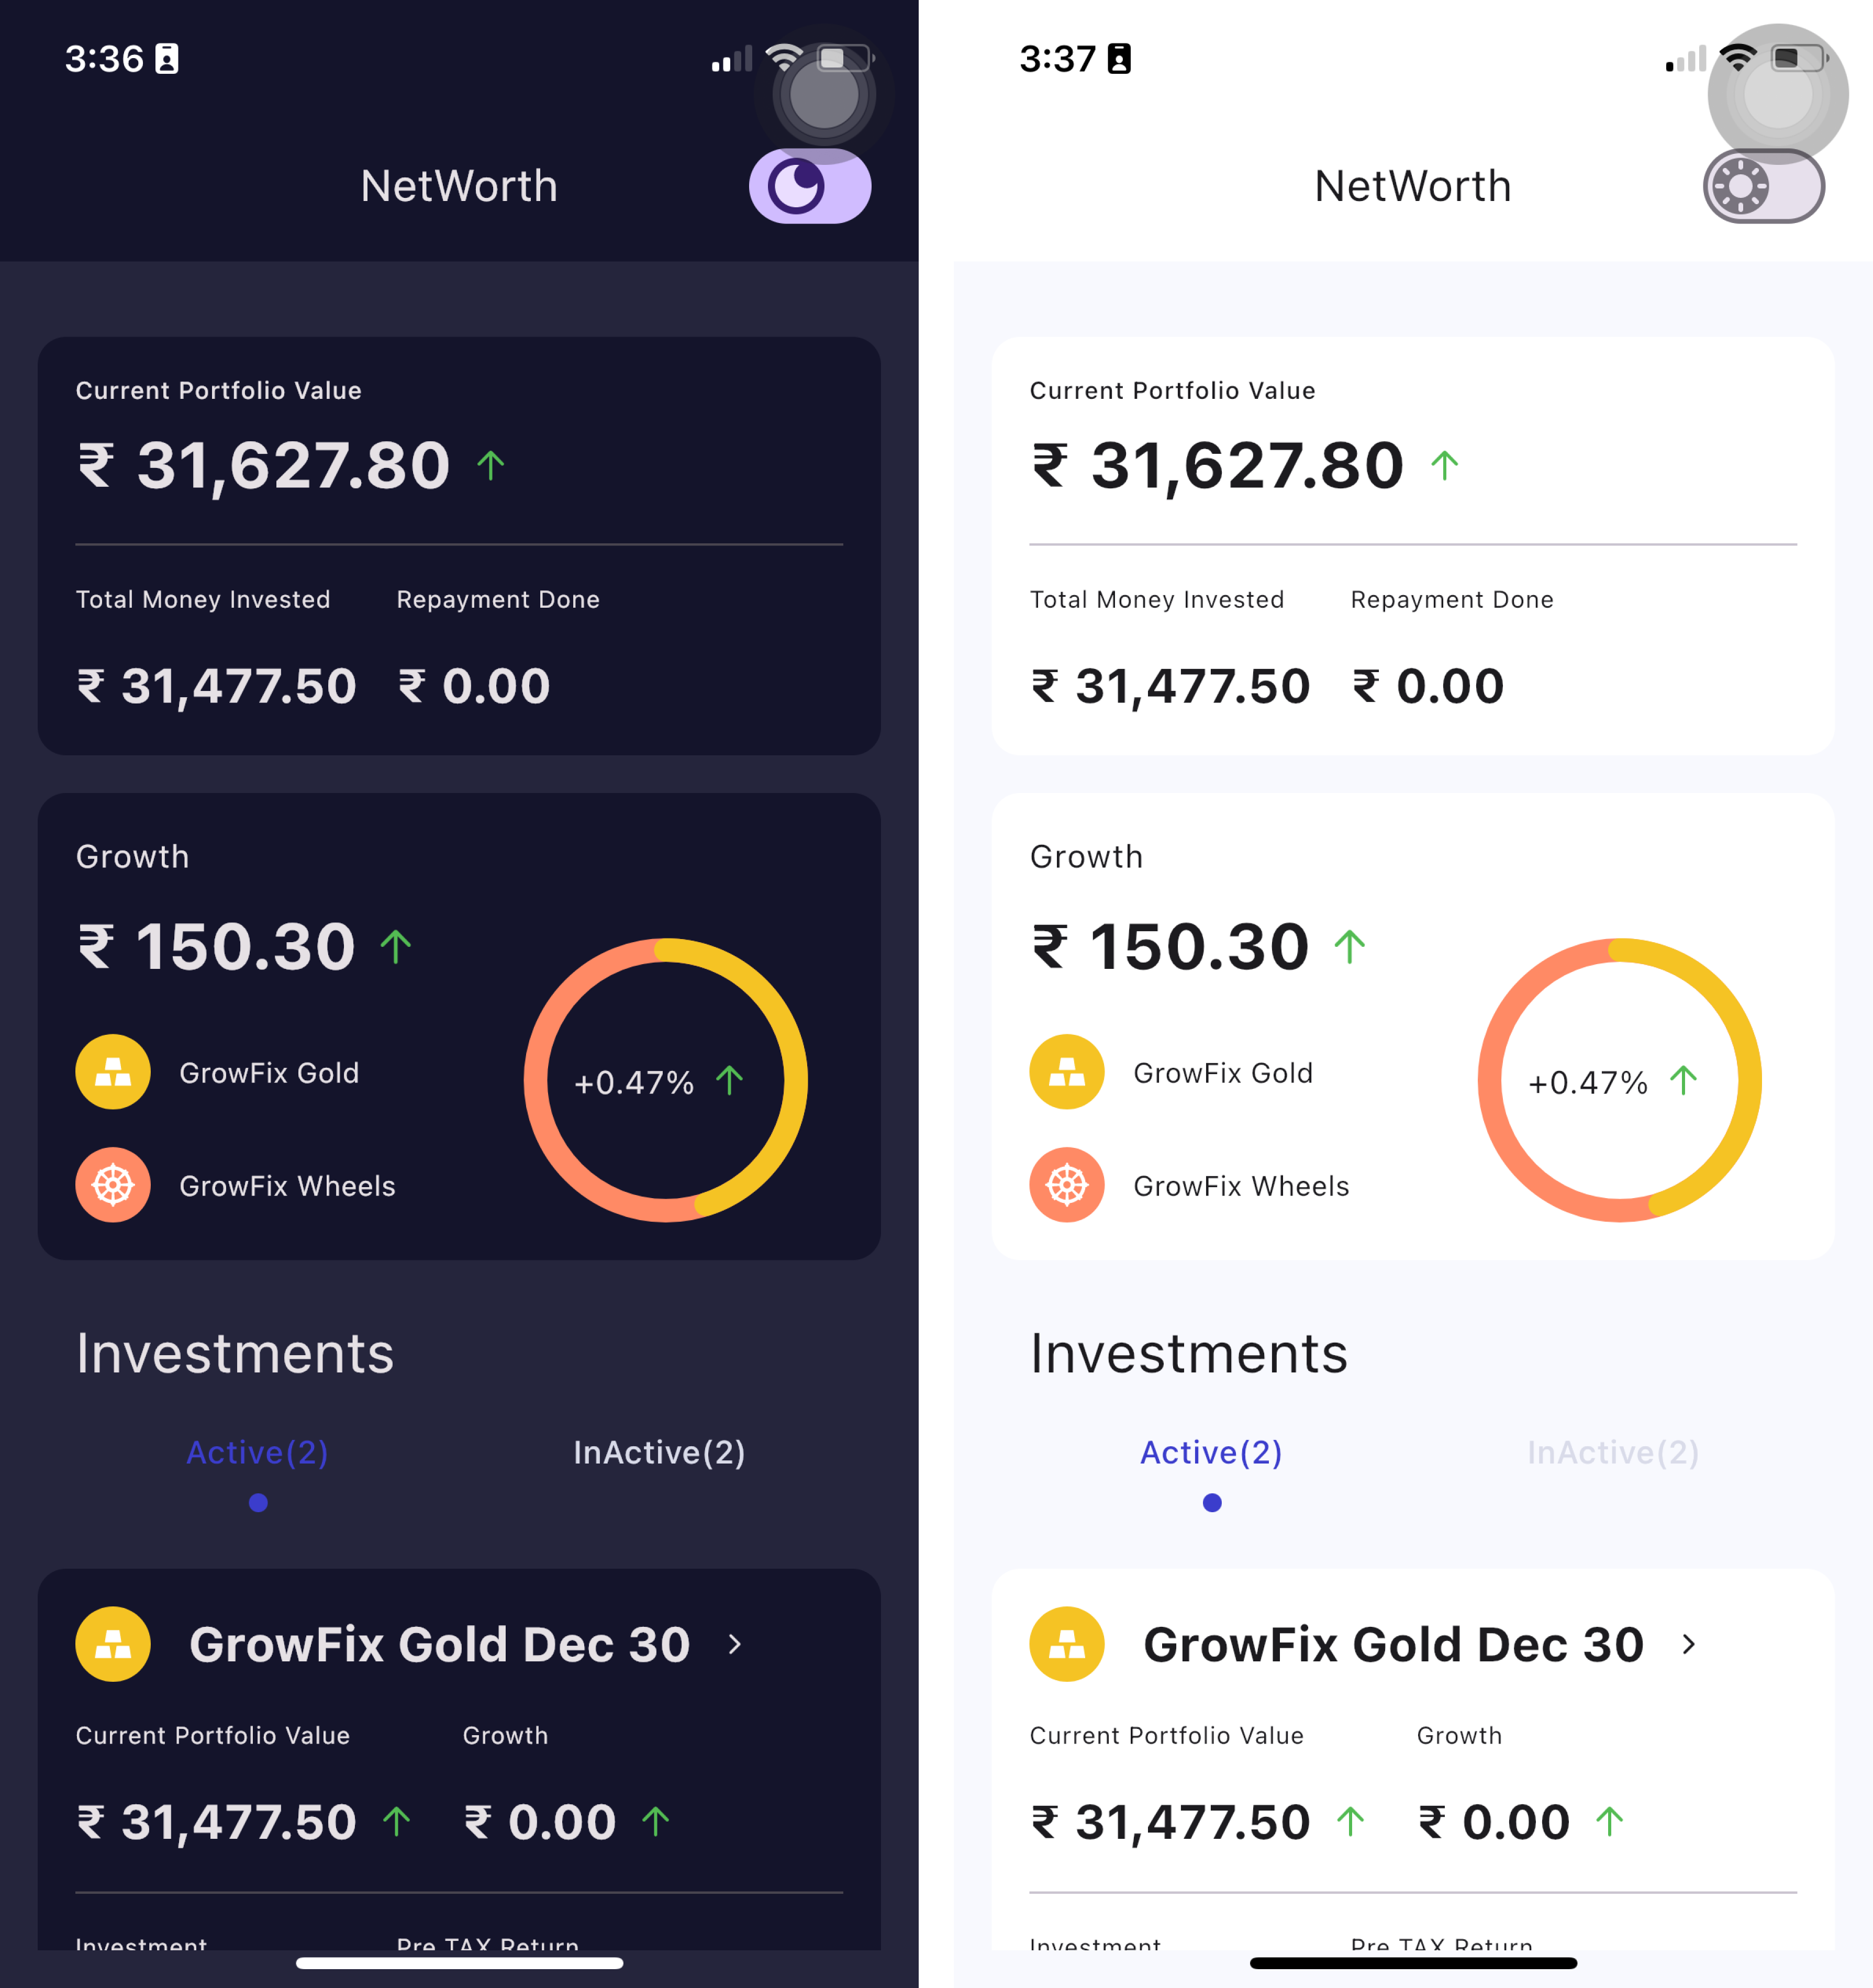 3:36
NetWorth
Current Portfolio Value
₹ 31,627.80
Total Money Invested Repayment Done
₹ 31,477.50 ₹ 0.00
Growth
₹ 150.30
GrowFix Gold
+0.47%
GrowFix Wheels
Investments
Active(2) InActive(2)
GrowFix Gold Dec 30
Current Portfolio Value Growth
₹ 31,477.50 ₹ 0.00
Investment Pre TAX Return
3:37
NetWorth
Current Portfolio Value
₹ 31,627.80
Total Money Invested Repayment Done
₹ 31,477.50 ₹ 0.00
Growth
₹ 150.30
GrowFix Gold
+0.47%
GrowFix Wheels
Investments
Active(2) InActive(2)
GrowFix Gold Dec 30
Current Portfolio Value Growth
₹ 31,477.50 ₹ 0.00
Investment Pre TAX Return